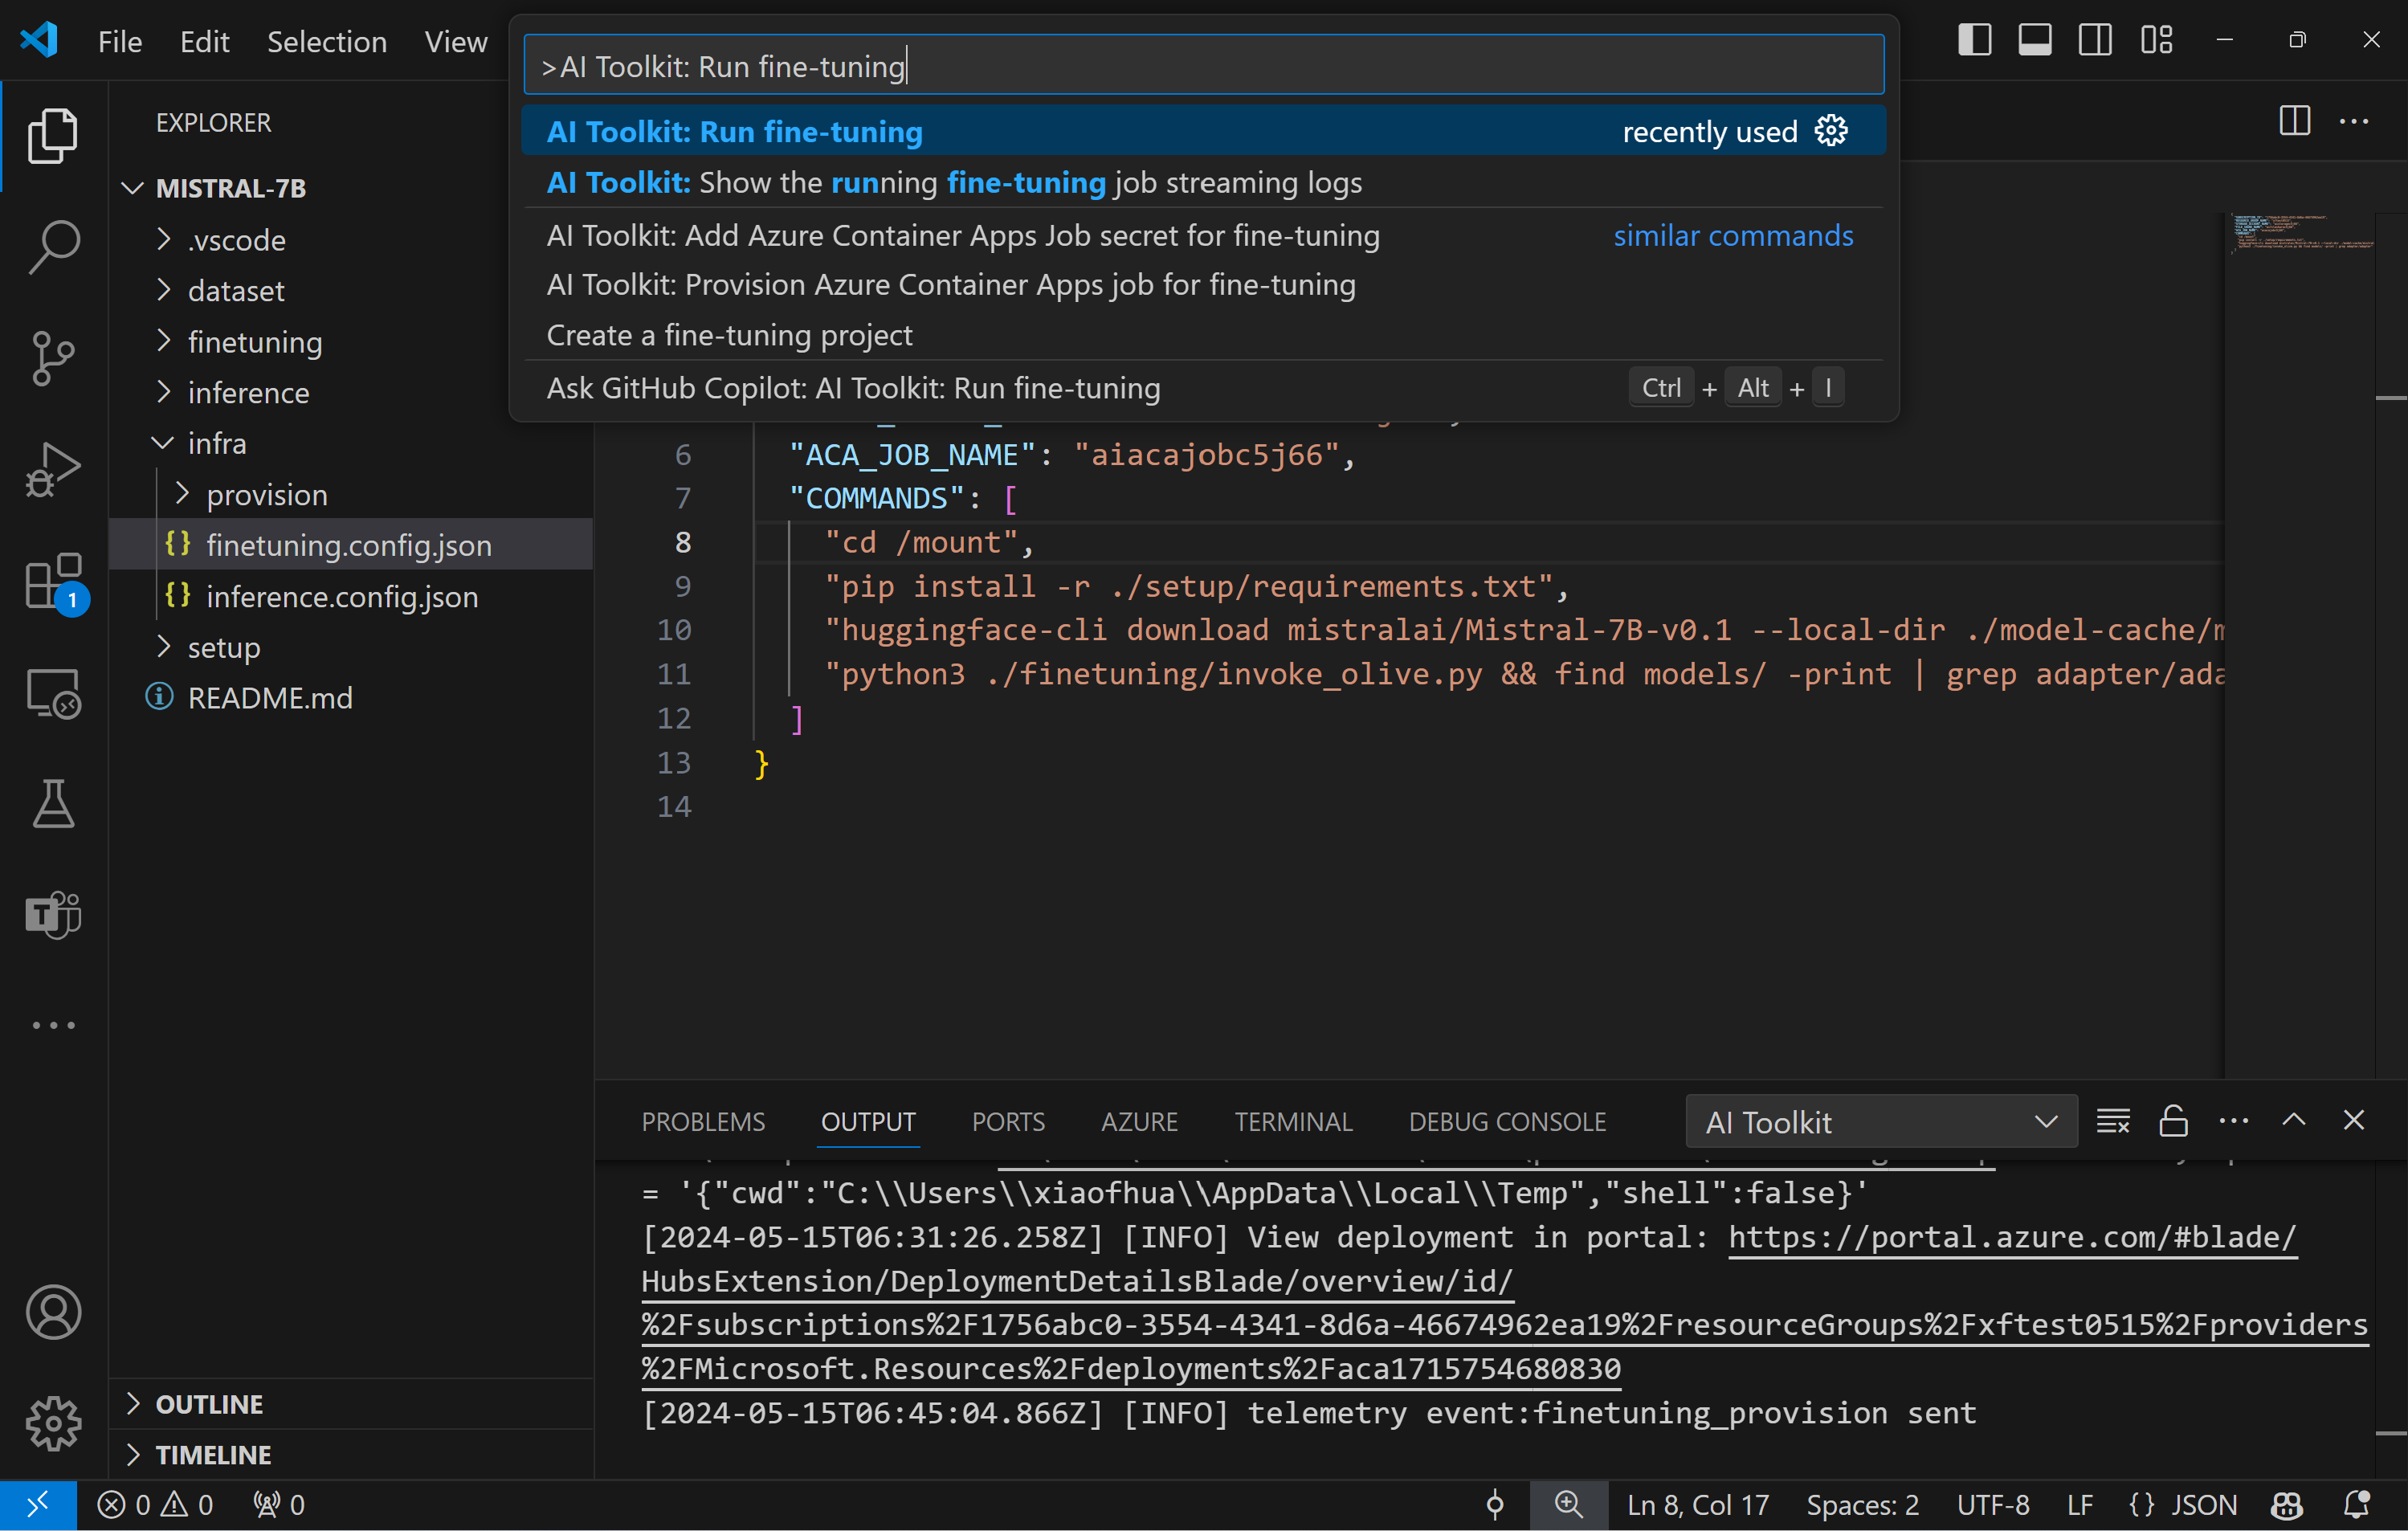 File Edit Selection View
>AI Toolkit: Run fine-tuning
AI Toolkit: Run fine-tuning recently used
AI Toolkit: Show the running fine-tuning job streaming logs
AI Toolkit: Add Azure Container Apps Job secret for fine-tuning similar commands
AI Toolkit: Provision Azure Container Apps job for fine-tuning
Create a fine-tuning project
Ask GitHub Copilot: AI Toolkit: Run fine-tuning Ctrl + Alt + I
EXPLORER
MISTRAL-7B
.vscode
dataset
finetuning
inference
infra
provision
{} finetuning.config.json
{} inference.config.json
setup
README.md
1
OUTLINE
TIMELINE
6 "ACA_JOB_NAME": "aiacajobc5j66",
7 "COMMANDS": [
8 "cd /mount",
9 "pip install -r ./setup/requirements.txt",
10 "huggingface-cli download mistralai/Mistral-7B-v0.1 --local-dir ./model-cache/
11 "python3 ./finetuning/invoke_olive.py && find models/ -print | grep adapter/ada
12 ]
13 }
14
PROBLEMS OUTPUT PORTS AZURE TERMINAL DEBUG CONSOLE AI Toolkit
= '{"cwd":"C:\\Users\\xiaofhua\\AppData\\Local\\Temp","shell":false}'
[2024-05-15T06:31:26.258Z] [INFO] View deployment in portal: https://portal.azure.com/#blade/
HubsExtension/DeploymentDetailsBlade/overview/id/
%2Fsubscriptions%2F1756abc0-3554-4341-8d6a-46674962ea19%2FresourceGroups%2Fxftest0515%2Fproviders
%2FMicrosoft.Resources%2Fdeployments%2Faca1715754680830
[2024-05-15T06:45:04.866Z] [INFO] telemetry event:finetuning_provision sent
0 0 0 Ln 8, Col 17 Spaces: 2 UTF-8 LF {} JSON